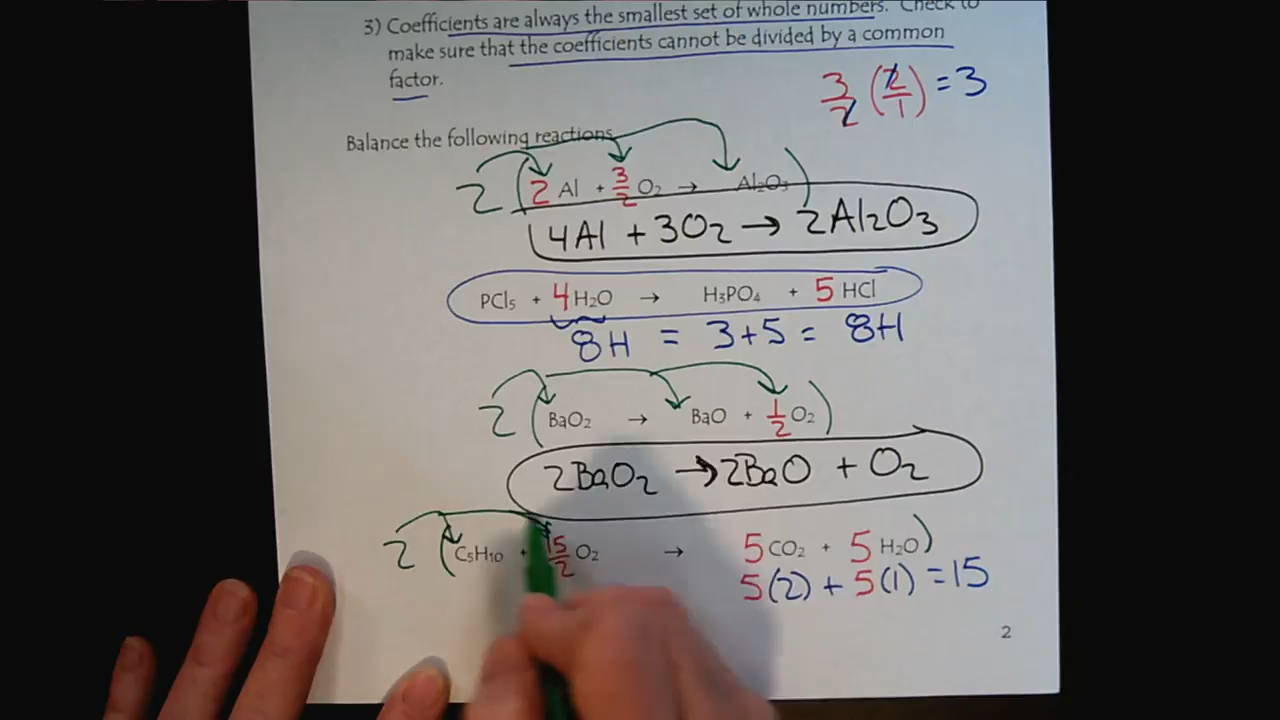 3) Coefficients are always the smallest set of whole numbers. Check to
make sure that the coefficients cannot be divided by a common
factor.
3/2 (2/1) = 3
Balance the following reactions
2 (2 Al + 3/2 O₂ → Al₂O₃)
4Al + 3O₂ → 2Al₂O₃
PCl₅ + 4 H₂O → H₃PO₄ + 5 HCl
8H = 3+5 = 8H
2 (BaO₂ → BaO + 1/2 O₂)
2BaO₂ → 2BaO + O₂
2 (C₅H₁₀ + 15/2 O₂ → 5 CO₂ + 5 H₂O)
5(2) + 5(1) = 15
2